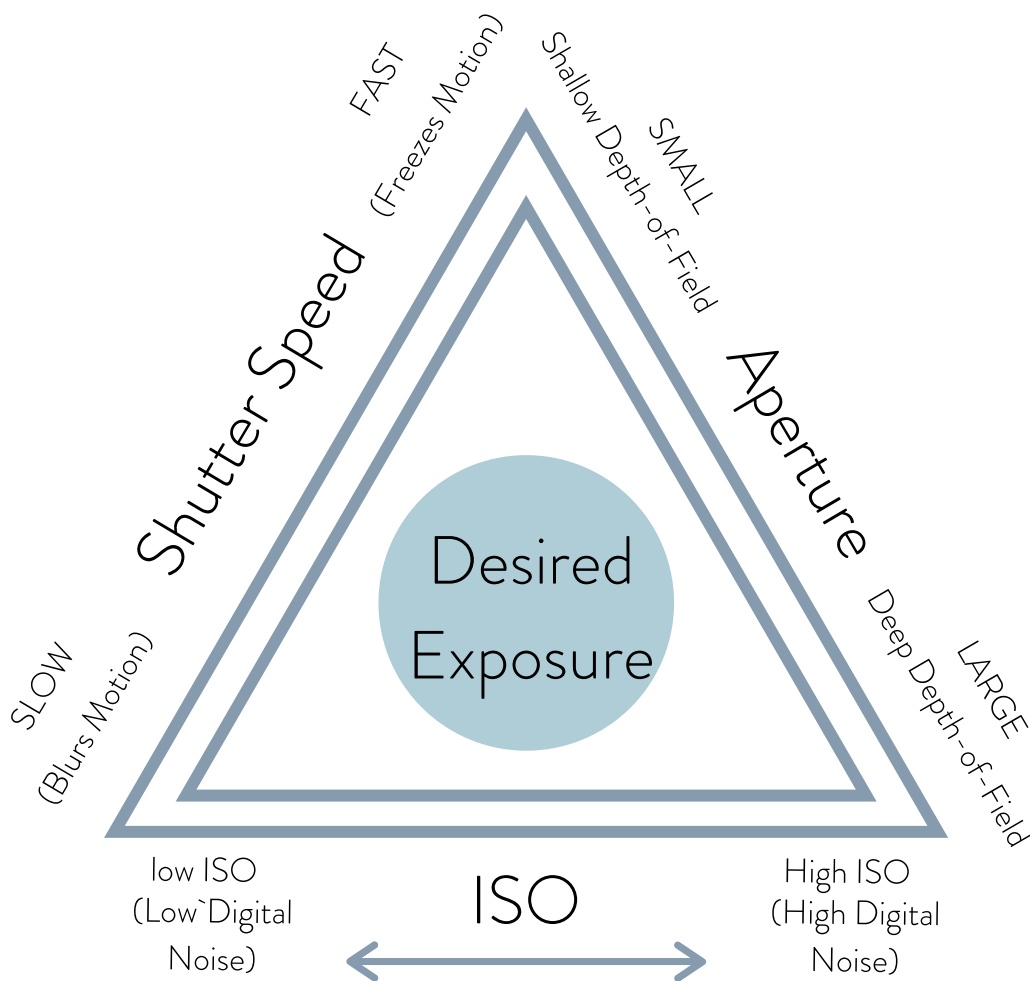 FAST
(Freezes Motion)
Shallow Depth-of-Field
SMALL
Shutter Speed
Aperture
Desired
Exposure
SLOW
(Blurs Motion)
Deep Depth-of-Field
LARGE
low ISO
(Low`Digital
Noise)
ISO
High ISO
(High Digital
Noise)